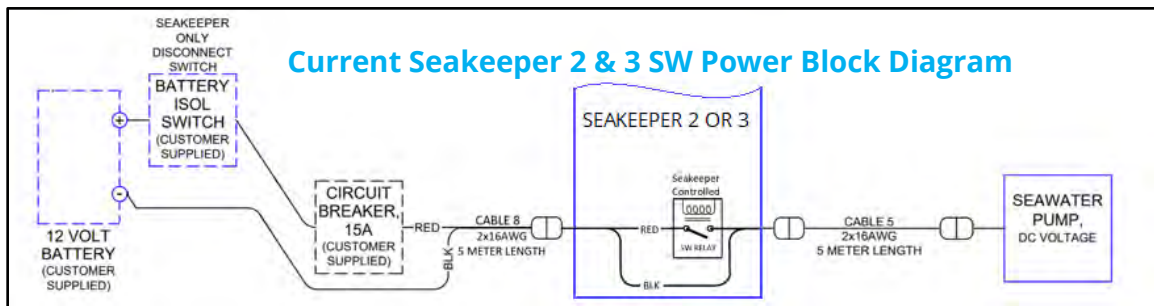 SEAKEEPER
ONLY
DISCONNECT
SWITCH
Current Seakeeper 2 & 3 SW Power Block Diagram
BATTERY
ISOL
SWITCH
(CUSTOMER
SUPPLIED)
+
-
12 VOLT
BATTERY
(CUSTOMER
SUPPLIED)
CIRCUIT
BREAKER,
15A
(CUSTOMER
SUPPLIED)
RED
BLK
CABLE 8
2x16AWG
5 METER LENGTH
SEAKEEPER 2 OR 3
Seakeeper
Controlled
RED
SW RELAY
BLK
CABLE 5
2x16AWG
5 METER LENGTH
SEAWATER
PUMP,
DC VOLTAGE